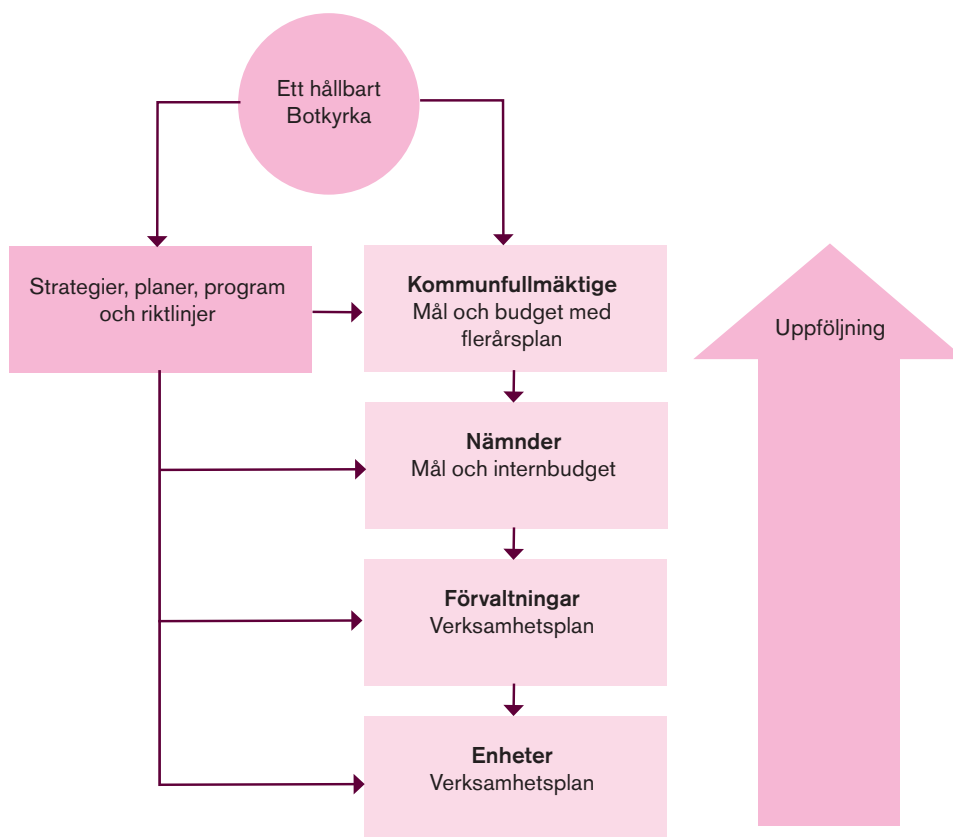 Ett hållbart
Botkyrka
Strategier, planer, program
och riktlinjer
Kommunfullmäktige
Mål och budget med
flerårsplan
Uppföljning
Nämnder
Mål och internbudget
Förvaltningar
Verksamhetsplan
Enheter
Verksamhetsplan